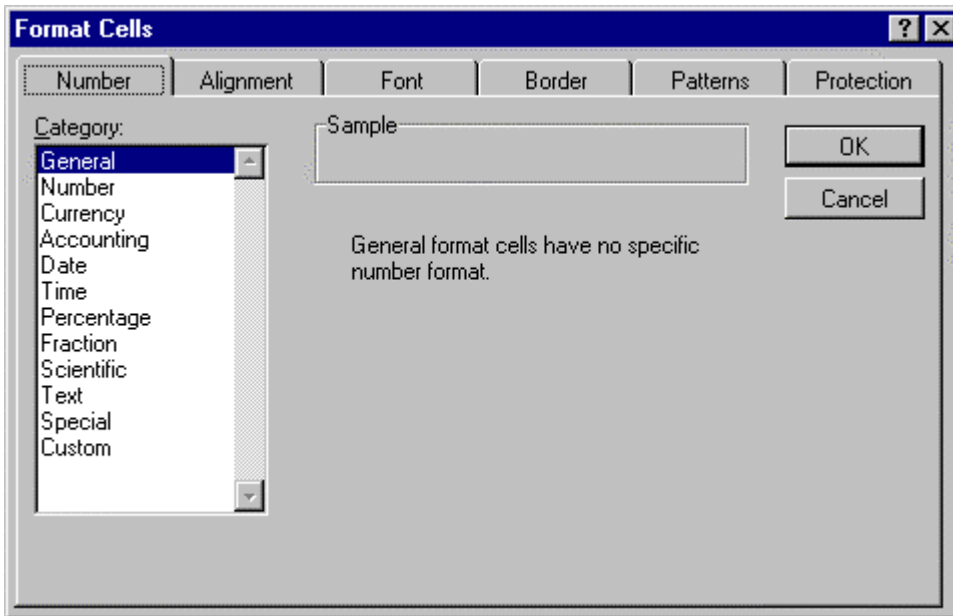 Format Cells
Number Alignment Font Border Patterns Protection
Category:
General
Number
Currency
Accounting
Date
Time
Percentage
Fraction
Scientific
Text
Special
Custom
Sample
General format cells have no specific
number format.
OK
Cancel